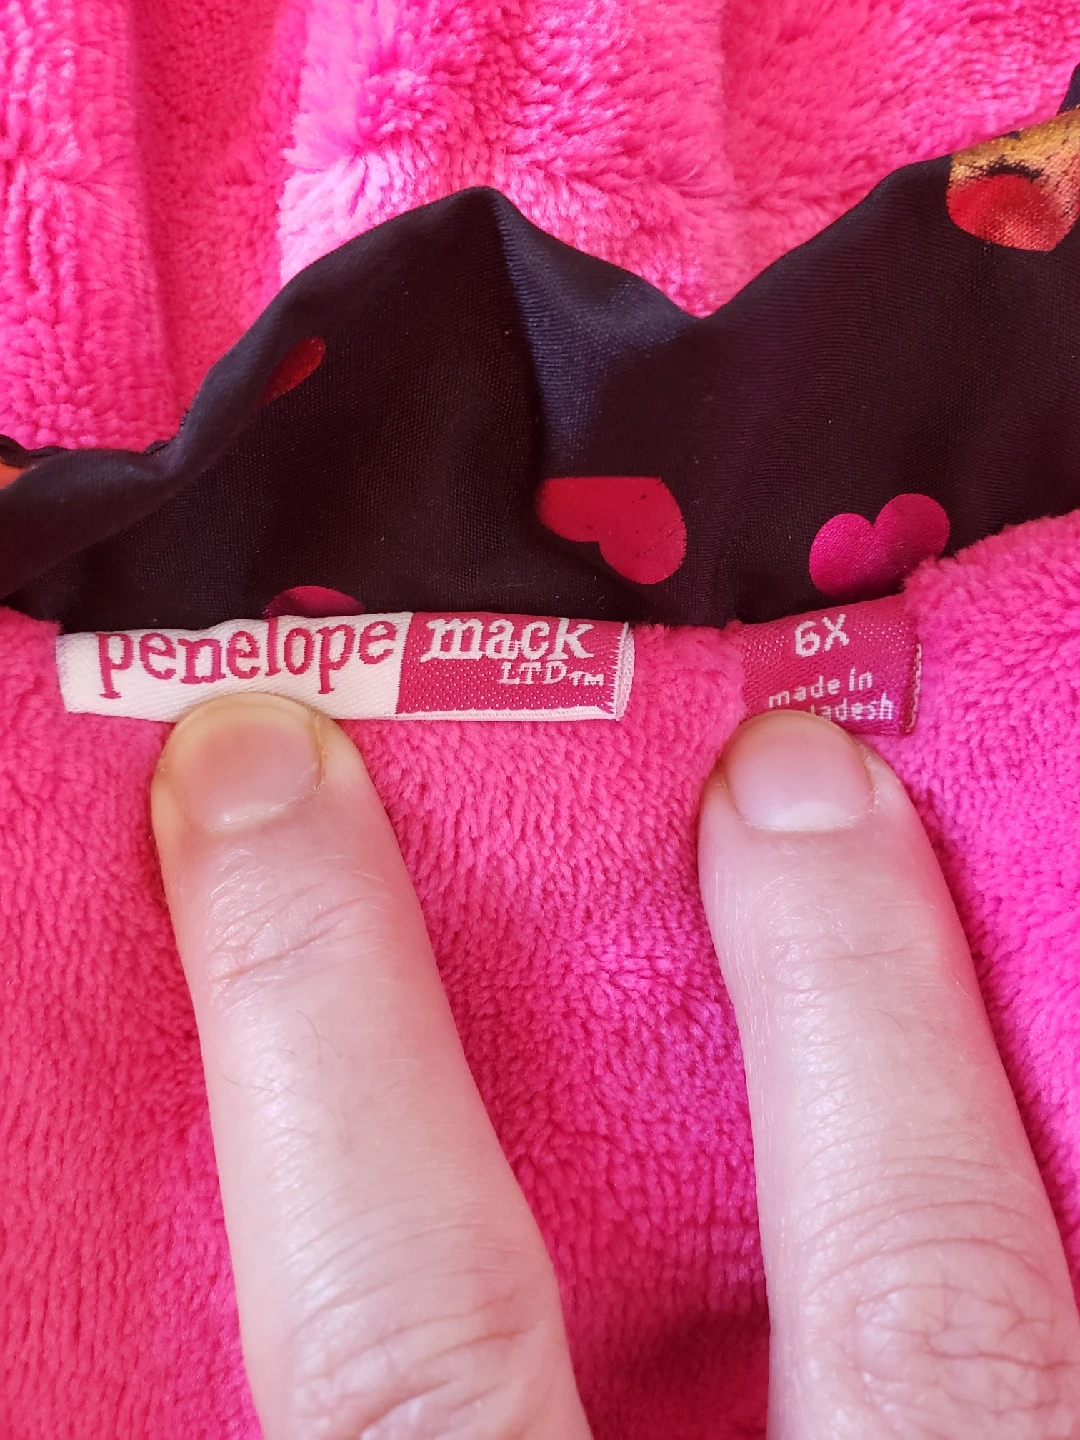 penelope mack
LTD™
6X
made in